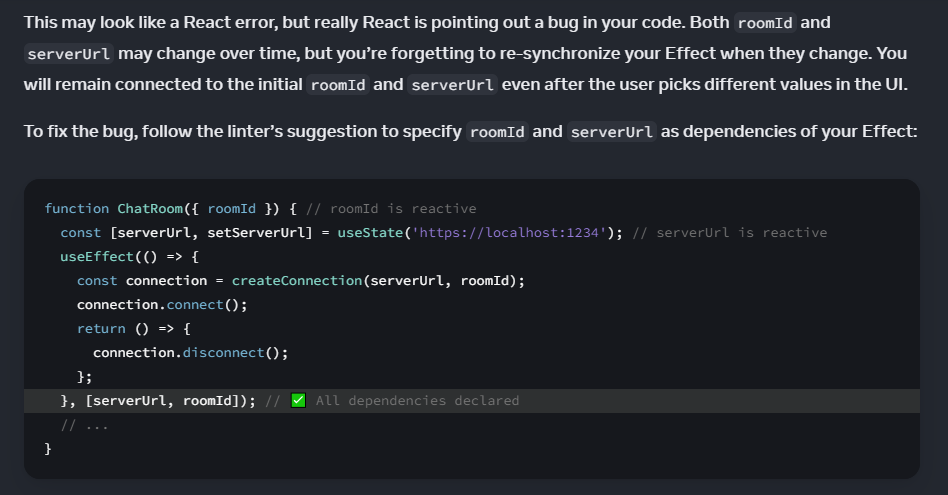 This may look like a React error, but really React is pointing out a bug in your code. Both roomId and
serverUrl may change over time, but you’re forgetting to re-synchronize your Effect when they change. You
will remain connected to the initial roomId and serverUrl even after the user picks different values in the UI.
To fix the bug, follow the linter’s suggestion to specify roomId and serverUrl as dependencies of your Effect:
function ChatRoom({ roomId }) { // roomId is reactive
  const [serverUrl, setServerUrl] = useState('https://localhost:1234'); // serverUrl is reactive
  useEffect(() => {
    const connection = createConnection(serverUrl, roomId);
    connection.connect();
    return () => {
      connection.disconnect();
    };
  }, [serverUrl, roomId]); // ✅ All dependencies declared
  // ...
}